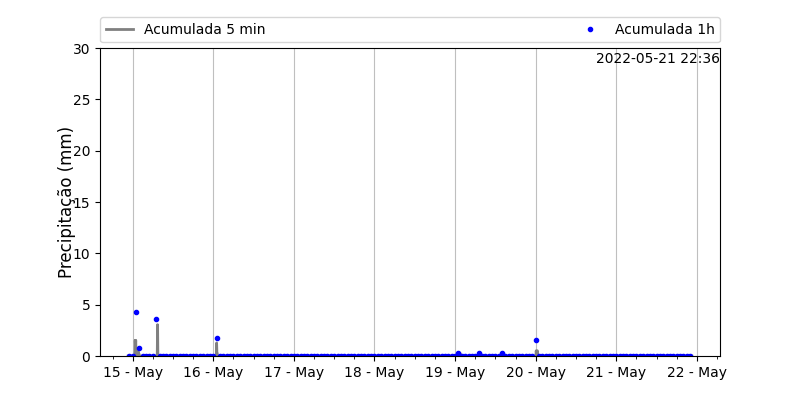 Acumulada 5 min
Acumulada 1h
2022-05-21 22:36
Precipitação (mm)
30
25
20
15
10
5
0
15 - May
16 - May
17 - May
18 - May
19 - May
20 - May
21 - May
22 - May